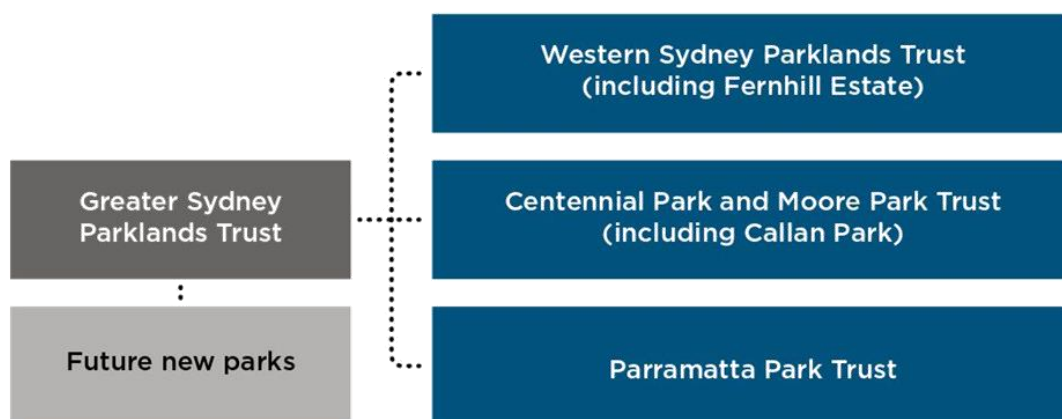 Western Sydney Parklands Trust
(including Fernhill Estate)
Greater Sydney
Parklands Trust
Centennial Park and Moore Park Trust
(including Callan Park)
Future new parks
Parramatta Park Trust